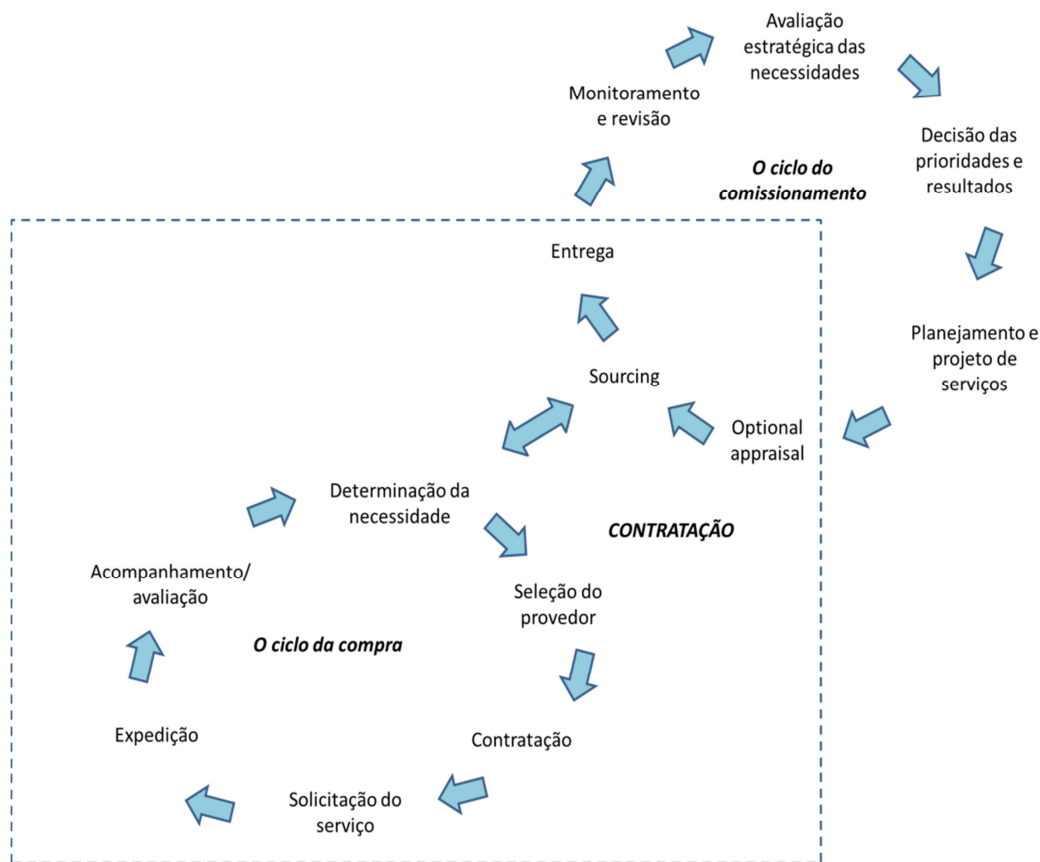 Avaliação
estratégica das
necessidades
Monitoramento
e revisão
Decisão das
prioridades e
resultados
O ciclo do
comissionamento
Entrega
Planejamento e
projeto de
serviços
Sourcing
Optional
appraisal
Determinação da
necessidade
CONTRATAÇÃO
Acompanhamento/
avaliação
Seleção do
provedor
O ciclo da compra
Expedição
Contratação
Solicitação do
serviço